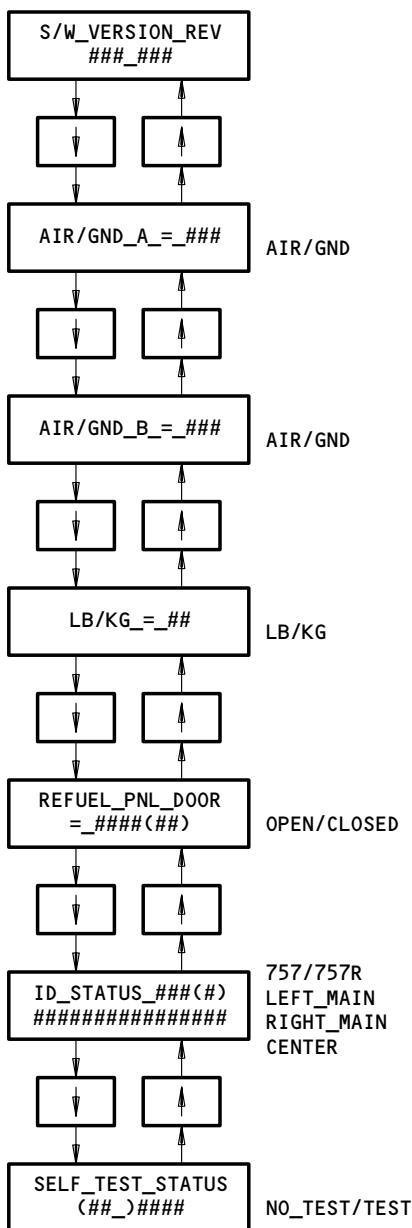 S/W_VERSION_REV
###_###
AIR/GND_A_=_###
AIR/GND
AIR/GND_B_=_###
AIR/GND
LB/KG_=_##
LB/KG
REFUEL_PNL_DOOR
=_####(##)
OPEN/CLOSED
ID_STATUS_###(#)
################
757/757R
LEFT_MAIN
RIGHT_MAIN
CENTER
SELF_TEST_STATUS
(##_)####
NO_TEST/TEST